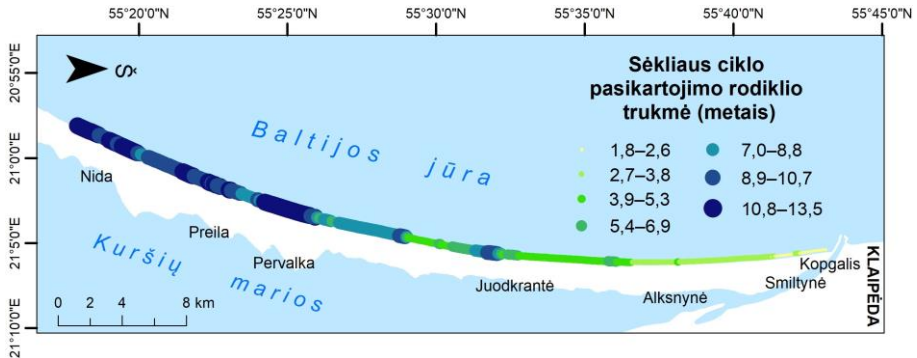 55°20'0"N 55°25'0"N 55°30'0"N 55°35'0"N 55°40'0"N 55°45'0"N
20°55'0"E
21°0'0"E
21°5'0"E
21°10'0"E
Š
Sėkliaus ciklo
pasikartojimo rodiklio
trukmė (metais)
1,8–2,6
2,7–3,8
3,9–5,3
5,4–6,9
7,0–8,8
8,9–10,7
10,8–13,5
Baltijos jūra
Nida
Preila
Pervalka
Juodkrantė
Alksnynė
Smiltynė
Kopgalis
KLAIPĖDA
Kuršių
marios
0 2 4 8 km